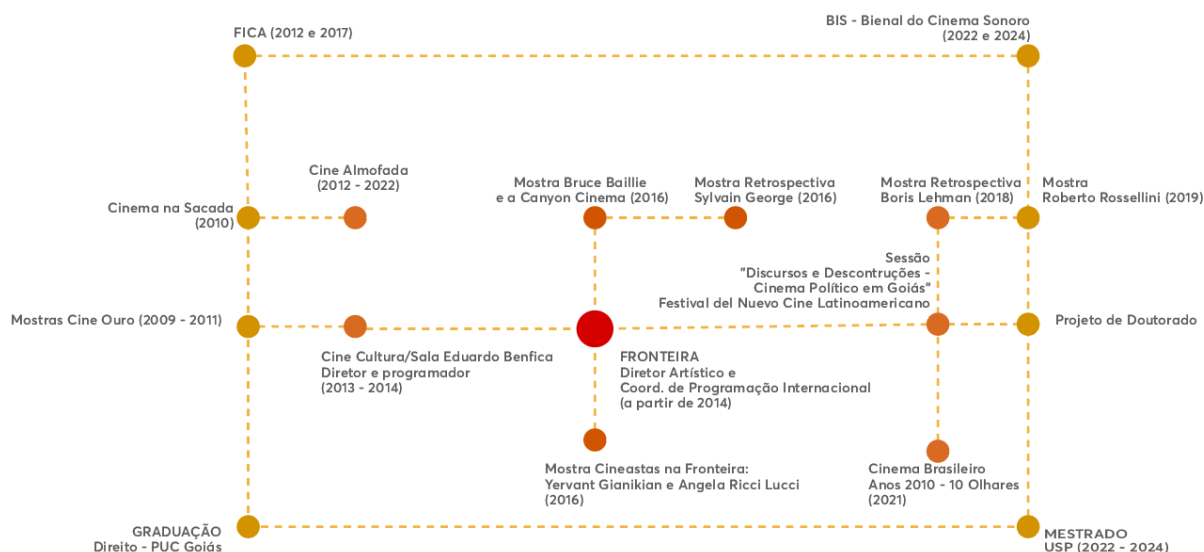 FICA (2012 e 2017)
BIS - Bienal do Cinema Sonoro
(2022 e 2024)
Cine Almofada
(2012 - 2022)
Mostra Bruce Baillie
e a Canyon Cinema (2016)
Mostra Retrospectiva
Sylvain George (2016)
Mostra Retrospectiva
Boris Lehman (2018)
Mostra
Roberto Rossellini (2019)
Cinema na Sacada
(2010)
Sessão
"Discursos e Descontruções -
Cinema Político em Goiás"
Festival del Nuevo Cine Latinoamericano
Mostras Cine Ouro (2009 - 2011)
Projeto de Doutorado
Cine Cultura/Sala Eduardo Benfica
Diretor e programador
(2013 - 2014)
FRONTEIRA
Diretor Artístico e
Coord. de Programação Internacional
(a partir de 2014)
Mostra Cineastas na Fronteira:
Yervant Gianikian e Angela Ricci Lucci
(2016)
Cinema Brasileiro
Anos 2010 - 10 Olhares
(2021)
GRADUAÇÃO
Direito - PUC Goiás
MESTRADO
USP (2022 - 2024)